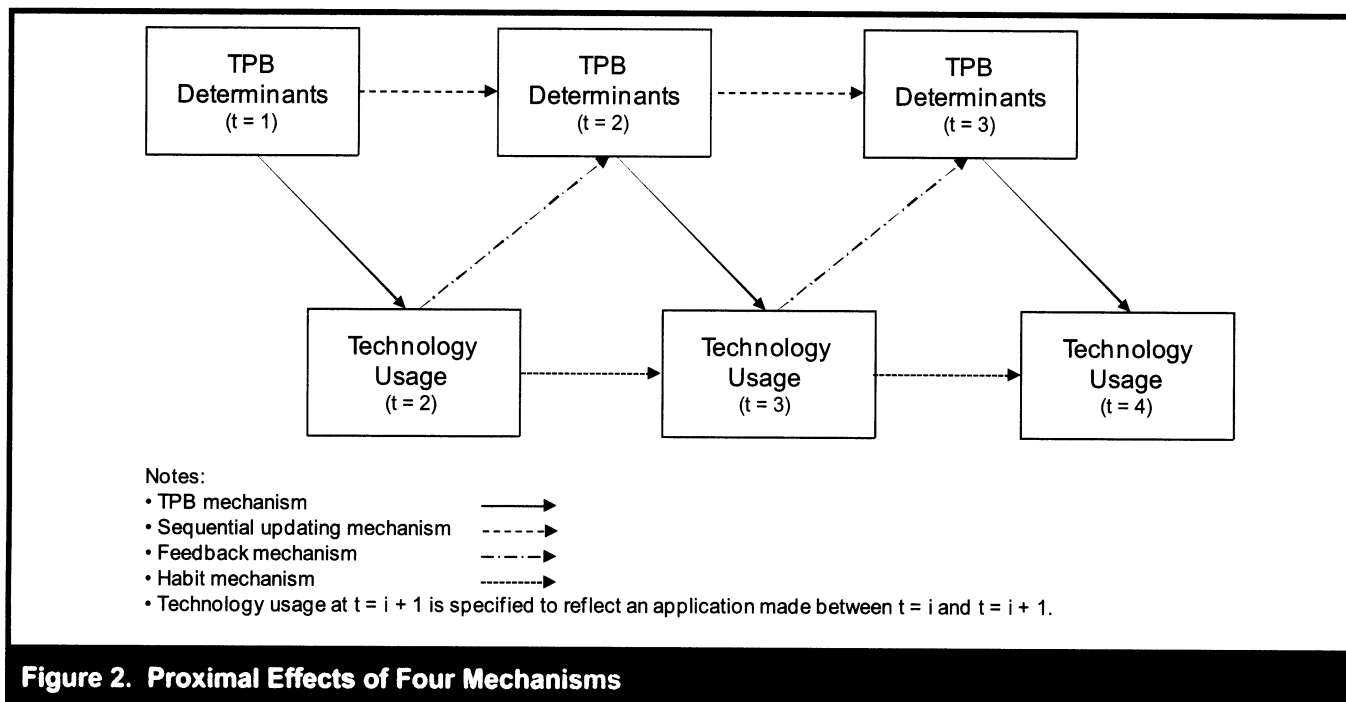 TPB
Determinants
(t = 1)
TPB
Determinants
(t = 2)
TPB
Determinants
(t = 3)
Technology
Usage
(t = 2)
Technology
Usage
(t = 3)
Technology
Usage
(t = 4)
Notes:
• TPB mechanism
• Sequential updating mechanism
• Feedback mechanism
• Habit mechanism
• Technology usage at t = i + 1 is specified to reflect an application made between t = i and t = i + 1.
Figure 2. Proximal Effects of Four Mechanisms